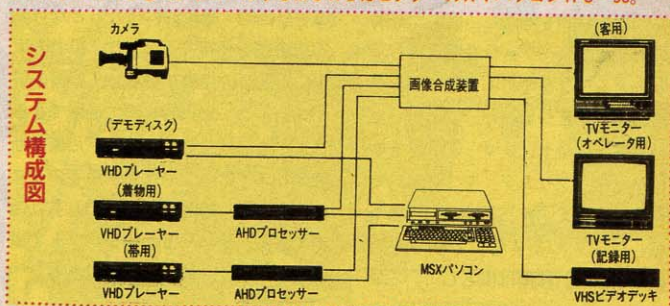 システム構成図
カメラ
(デモディスク)
VHDプレーヤー
(着物用)
VHDプレーヤー
(帯用)
VHDプレーヤー
AHDプロセッサー
AHDプロセッサー
画像合成装置
MSXパソコン
(客用)
TVモニター
(オペレータ用)
TVモニター
(記録用)
VHSビデオデッキ